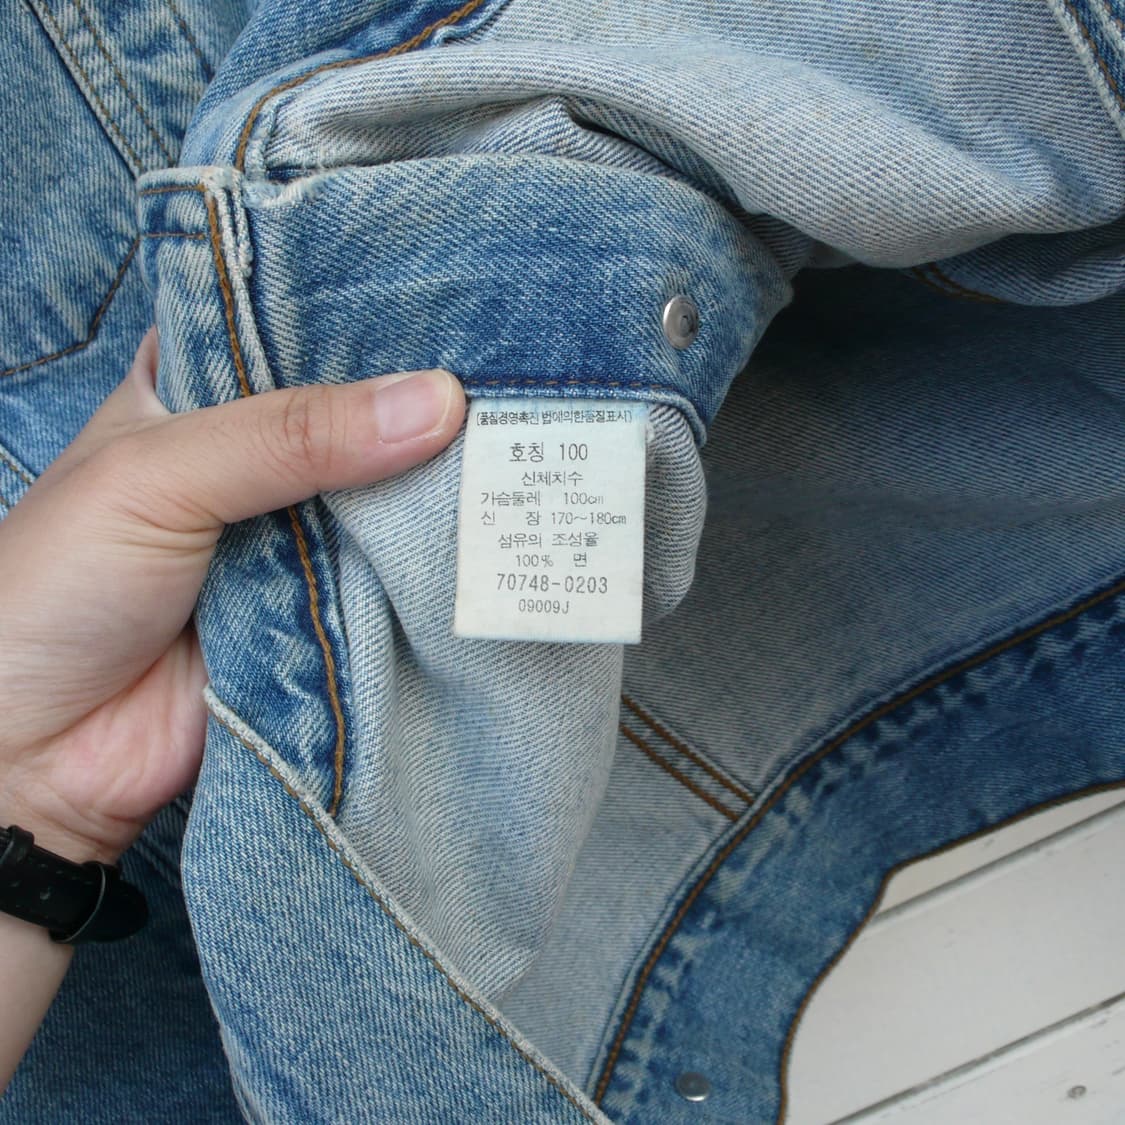 (품질경영촉진 법에의한품질표시)
호칭 100
신체치수
가슴둘레 100cm
신 장 170~180cm
섬유의 조성율
100% 면
70748-0203
09009J